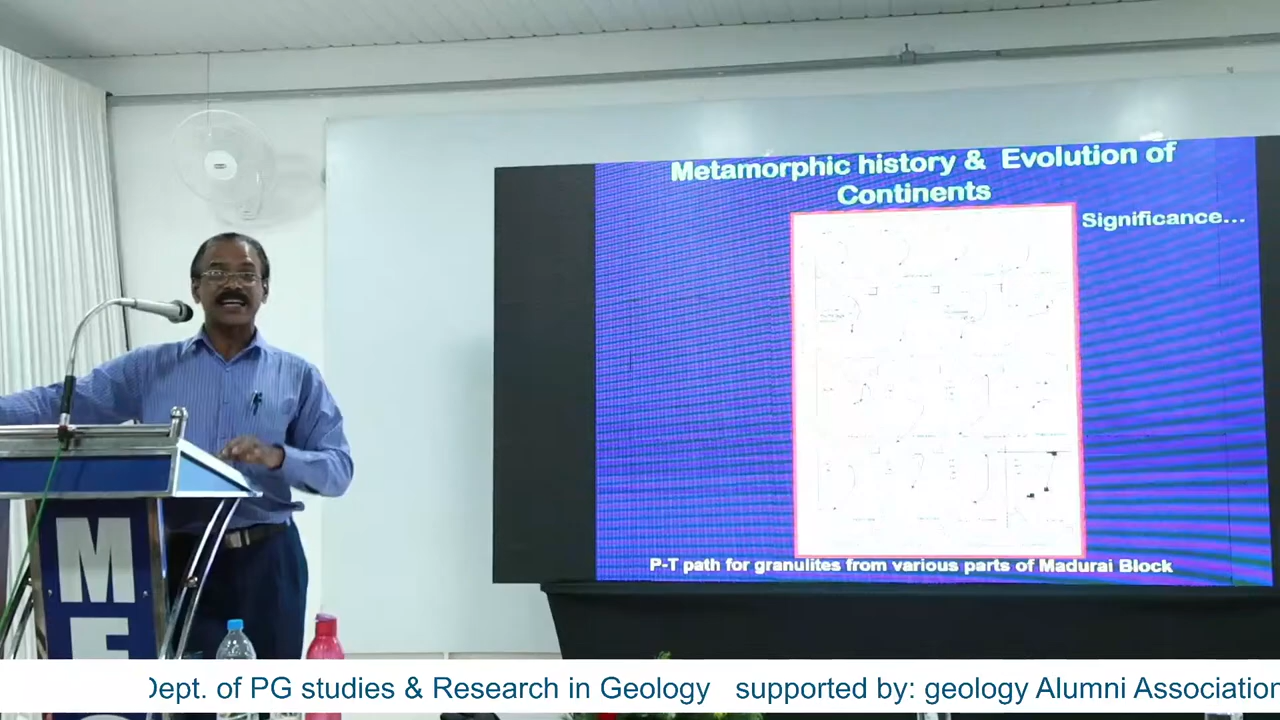 Metamorphic history & Evolution of
Continents
Significance...
P-T path for granulites from various parts of Madurai Block
M
E
Dept. of PG studies & Research in Geology supported by: geology Alumni Association